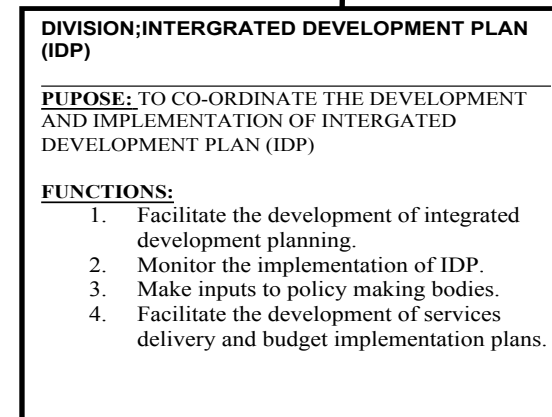 DIVISION;INTERGRATED DEVELOPMENT PLAN
(IDP)
PUPOSE: TO CO-ORDINATE THE DEVELOPMENT
AND IMPLEMENTATION OF INTERGATED
DEVELOPMENT PLAN (IDP)
FUNCTIONS:
1. Facilitate the development of integrated
development planning.
2. Monitor the implementation of IDP.
3. Make inputs to policy making bodies.
4. Facilitate the development of services
delivery and budget implementation plans.